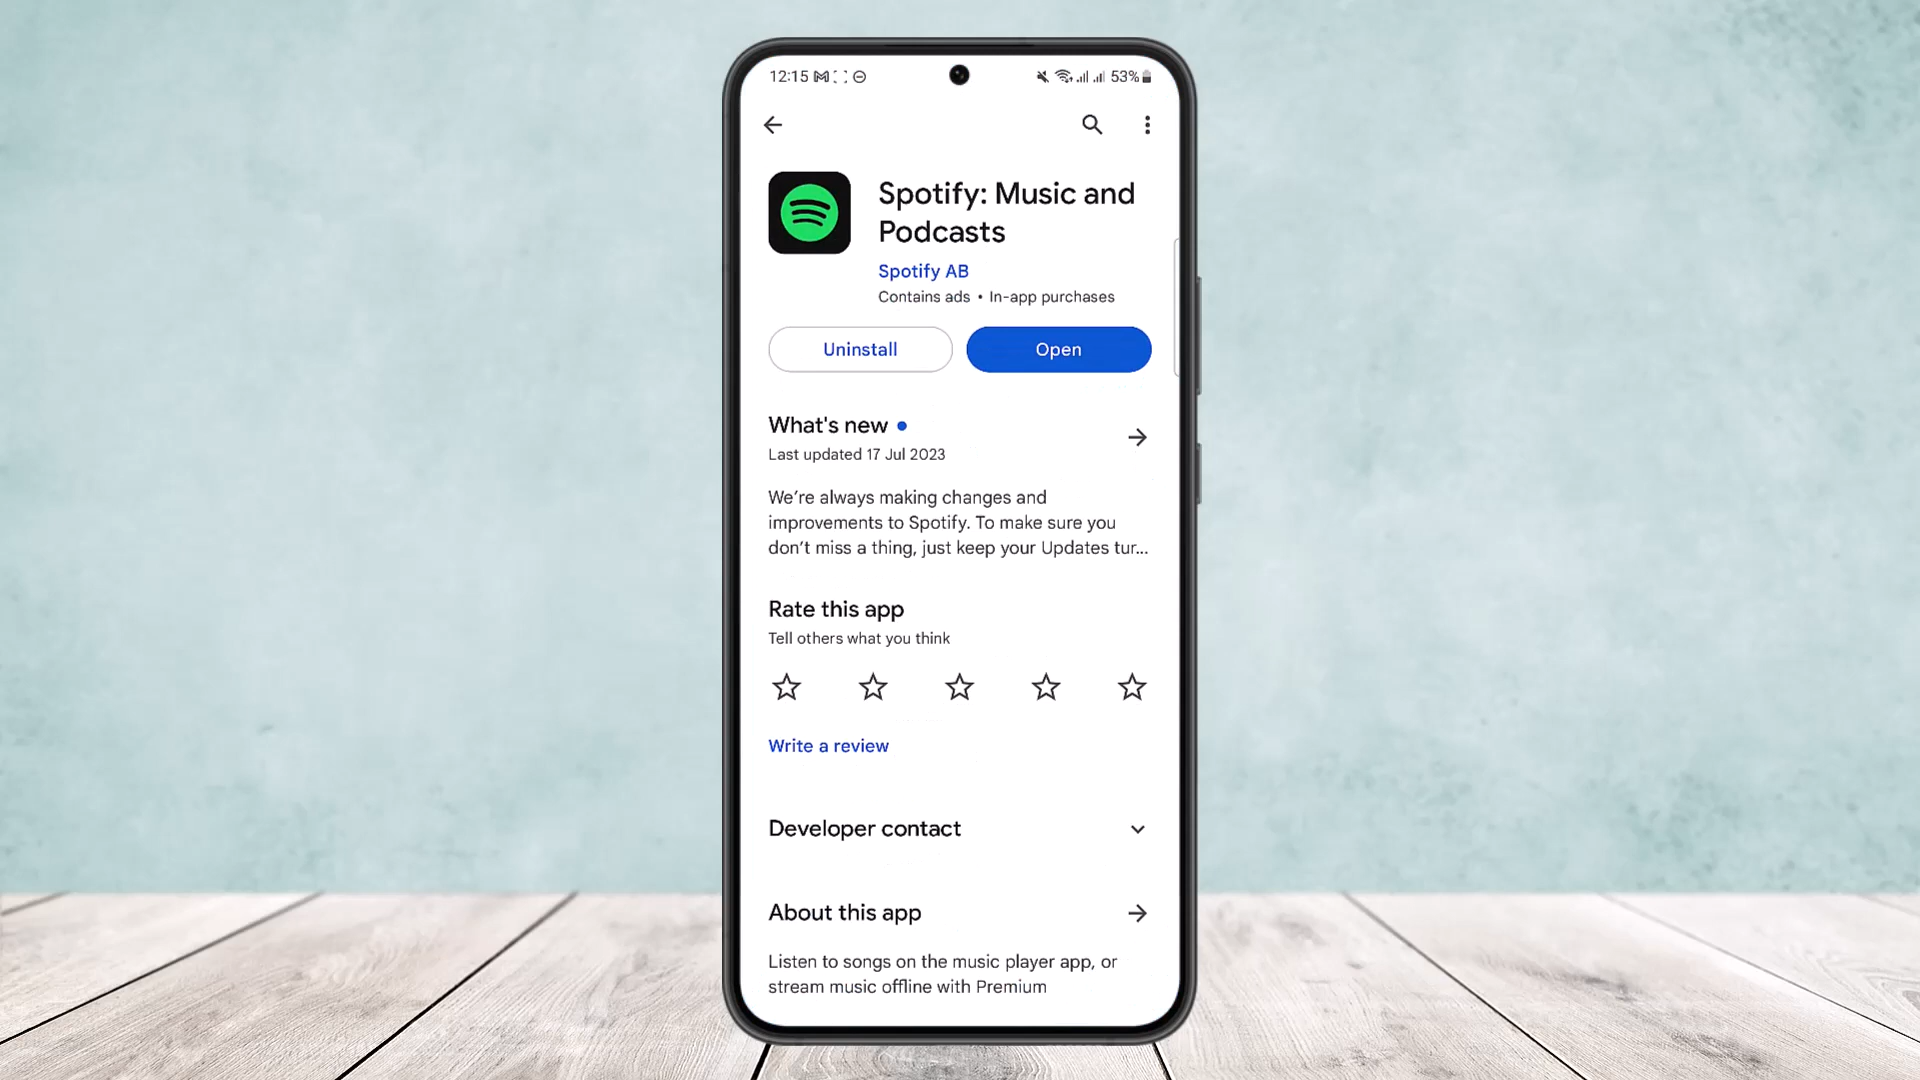 12:15 53%
Spotify: Music and
Podcasts
Spotify AB
Contains ads • In-app purchases
Uninstall
Open
What's new
Last updated 17 Jul 2023
We're always making changes and
improvements to Spotify. To make sure you
don't miss a thing, just keep your Updates tur...
Rate this app
Tell others what you think
Write a review
Developer contact
About this app
Listen to songs on the music player app, or
stream music offline with Premium